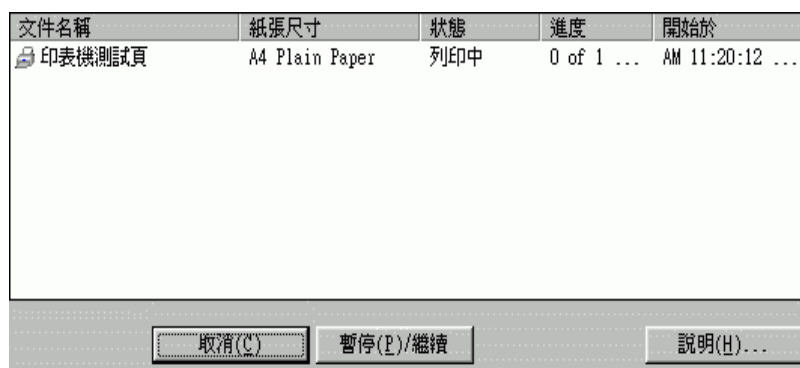 文件名稱 紙張尺寸 狀態 進度 開始於
印表機測試頁 A4 Plain Paper 列印中 0 of 1 ... AM 11:20:12 ...
取消(C) 暫停(P)/繼續 說明(H)...